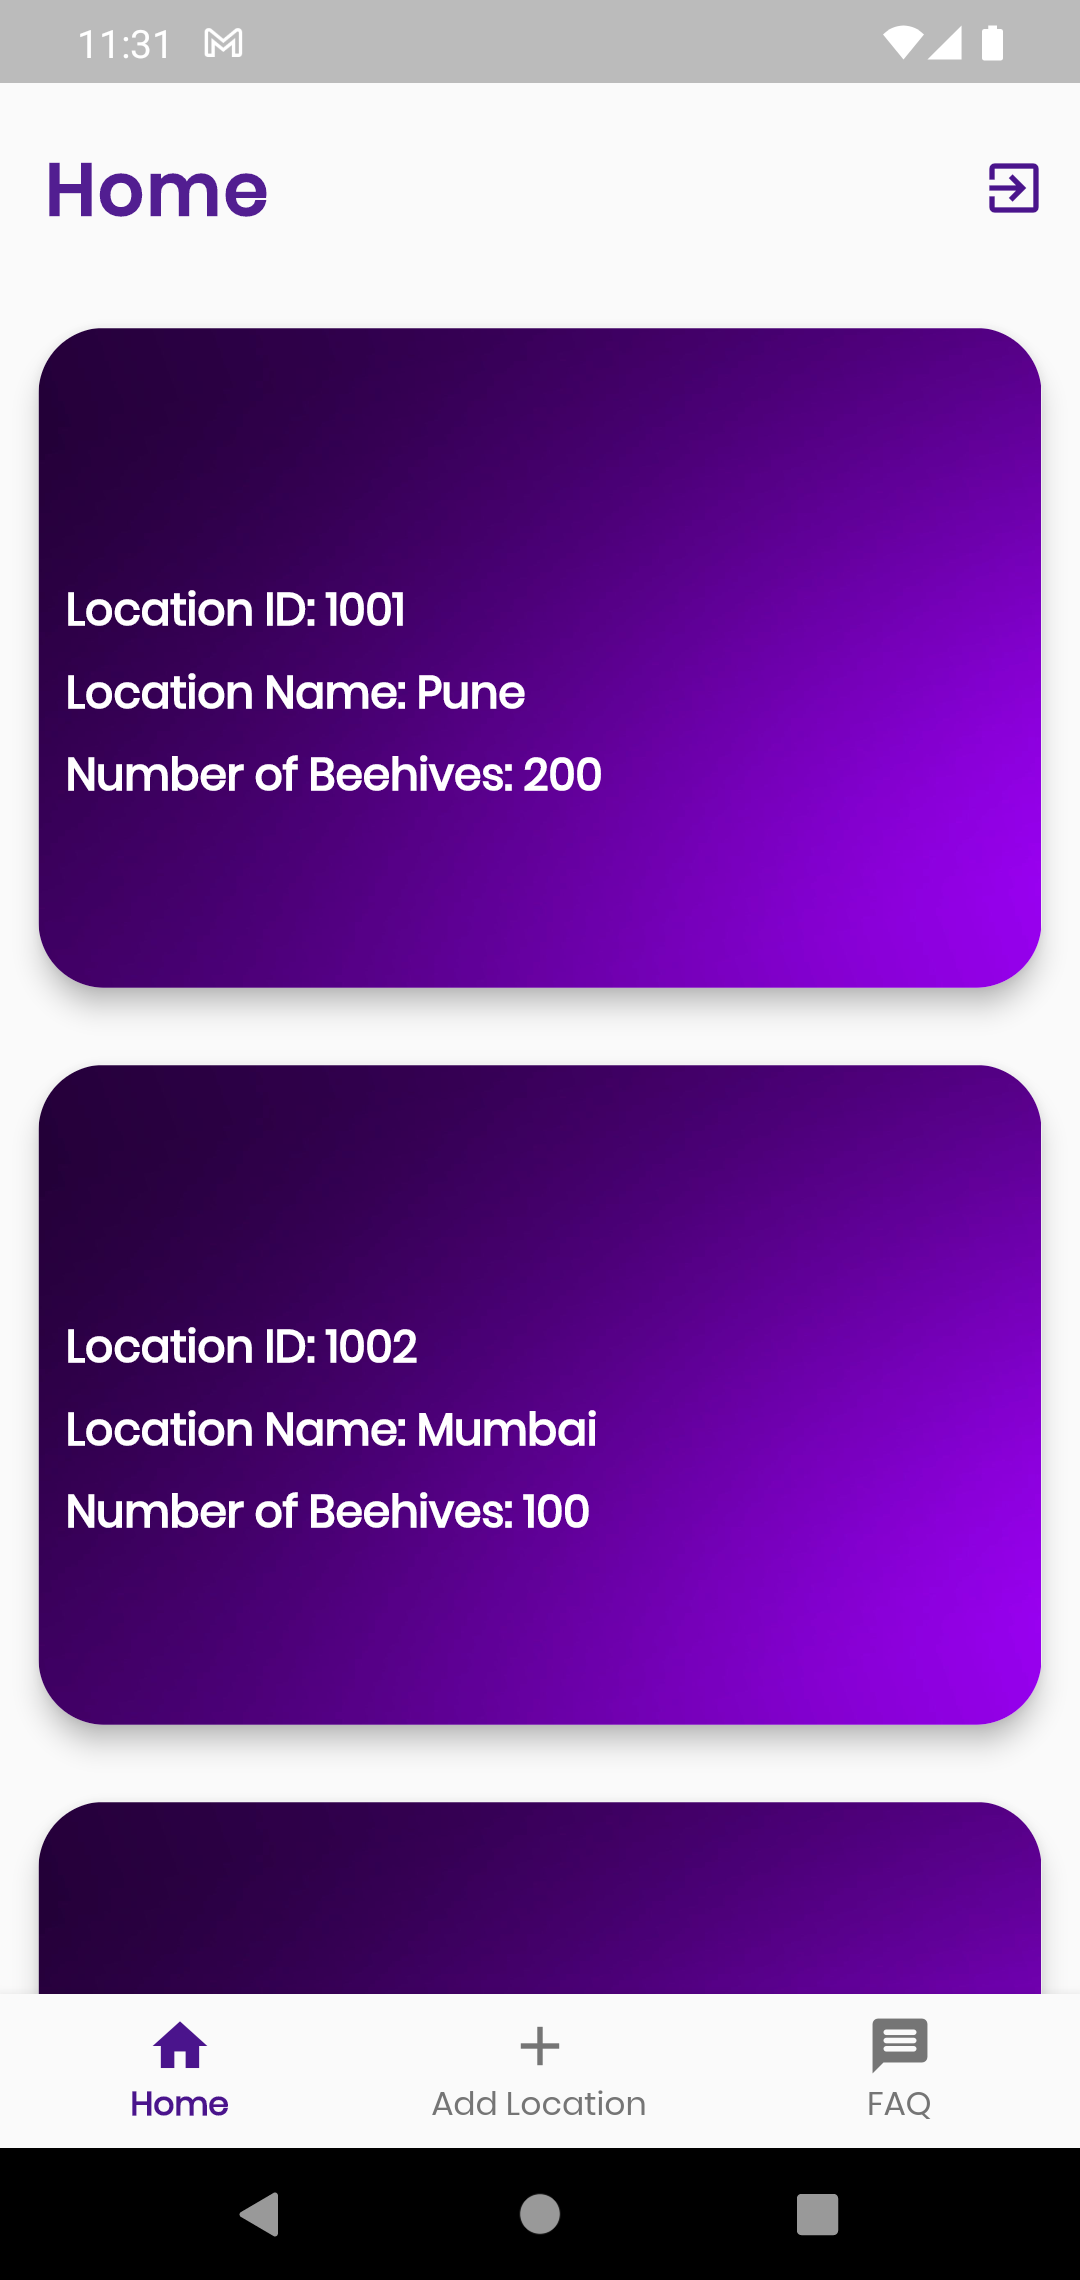 11:31
Home
Location ID: 1001
Location Name: Pune
Number of Beehives: 200
Location ID: 1002
Location Name: Mumbai
Number of Beehives: 100
Home
Add Location
FAQ